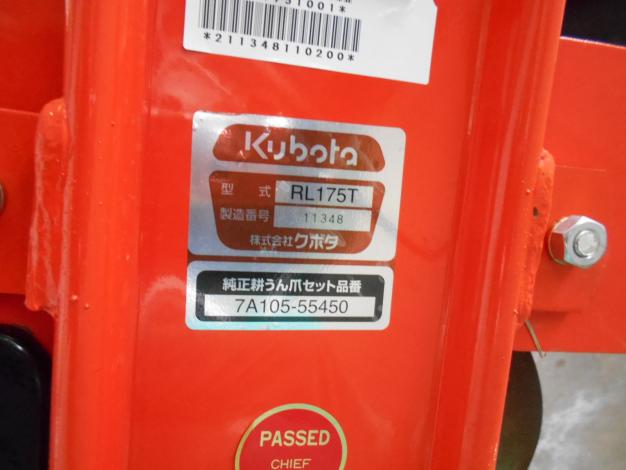 *211348110200*
Kubota
型式 RL175T
製造番号 11348
株式会社クボタ
純正耕うん爪セット品番
7A105-55450
PASSED
CHIEF